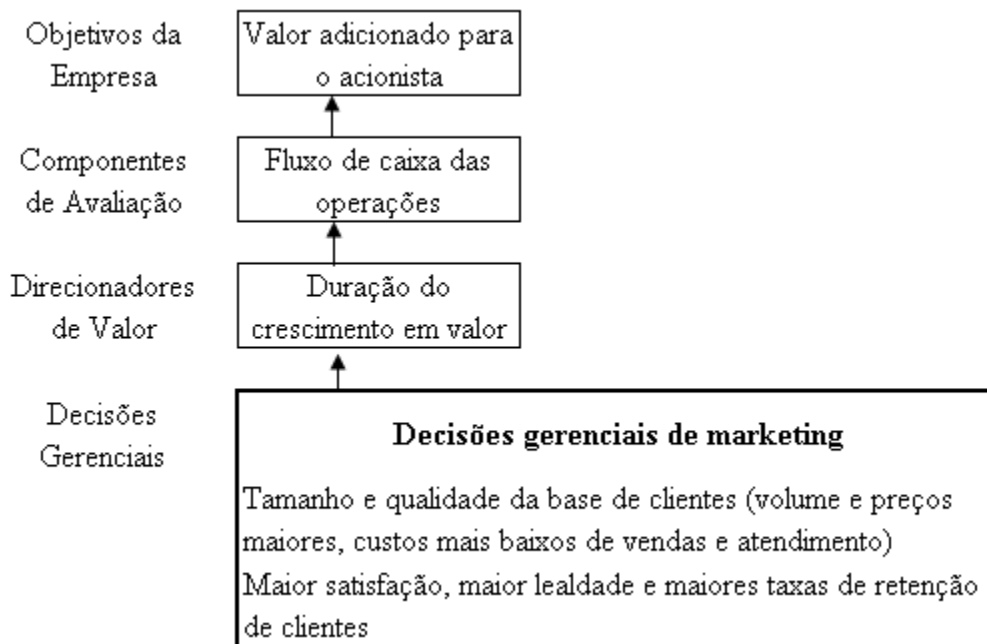 Objetivos da
Empresa
Valor adicionado para
o acionista
Componentes
de Avaliação
Fluxo de caixa das
operações
Direcionadores
de Valor
Duração do
crescimento em valor
Decisões
Gerenciais
Decisões gerenciais de marketing
Tamanho e qualidade da base de clientes (volume e preços
maiores, custos mais baixos de vendas e atendimento)
Maior satisfação, maior lealdade e maiores taxas de retenção
de clientes